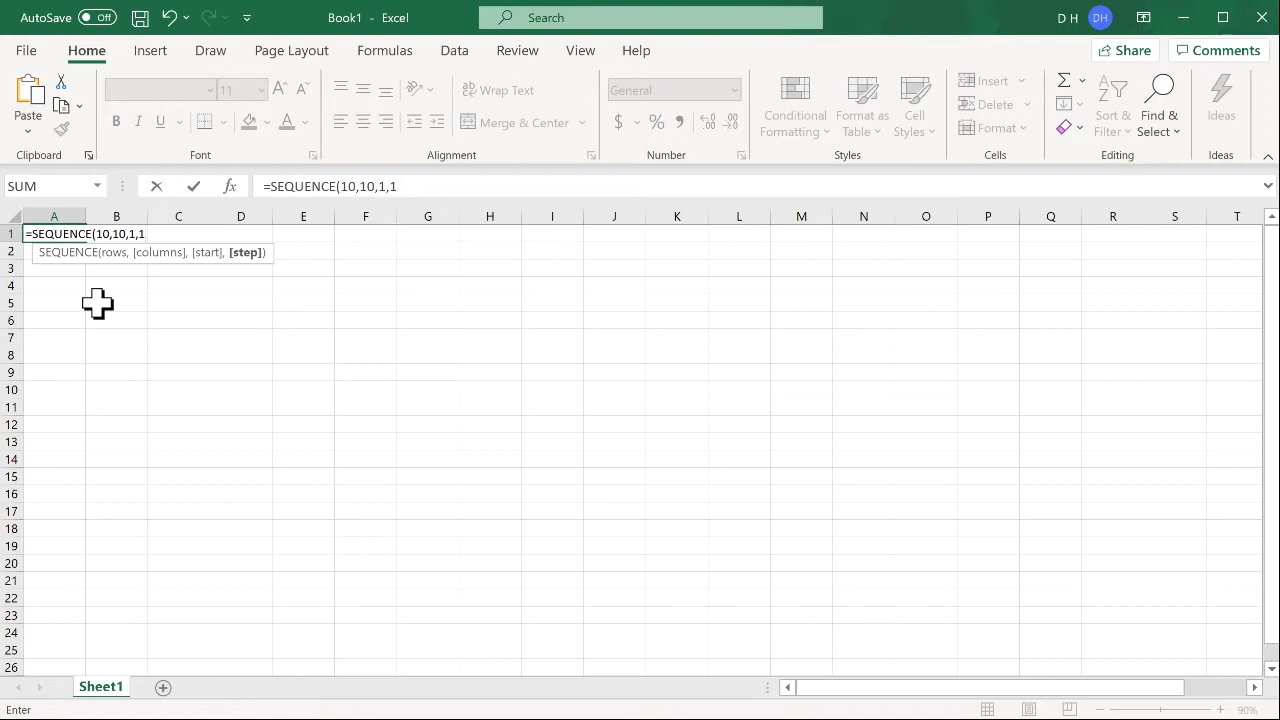 AutoSave Off Book1 - Excel Search D H DH
File Home Insert Draw Page Layout Formulas Data Review View Help Share Comments
Paste
Clipboard
11
B I U A
Font
ab Wrap Text
Merge & Center
Alignment
General
$ % 9
Number
Conditional Formatting
Format as Table
Cell Styles
Styles
Insert
Delete
Format
Cells
Sort & Filter
Find & Select
Editing
Ideas
Ideas
SUM fx =SEQUENCE(10,10,1,1
A B C D E F G H I J K L M N O P Q R S T
1 =SEQUENCE(10,10,1,1
2 SEQUENCE(rows, [columns], [start], [step])
3
4
5
6
7
8
9
10
11
12
13
14
15
16
17
18
19
20
21
22
23
24
25
26
Sheet1
Enter 90%